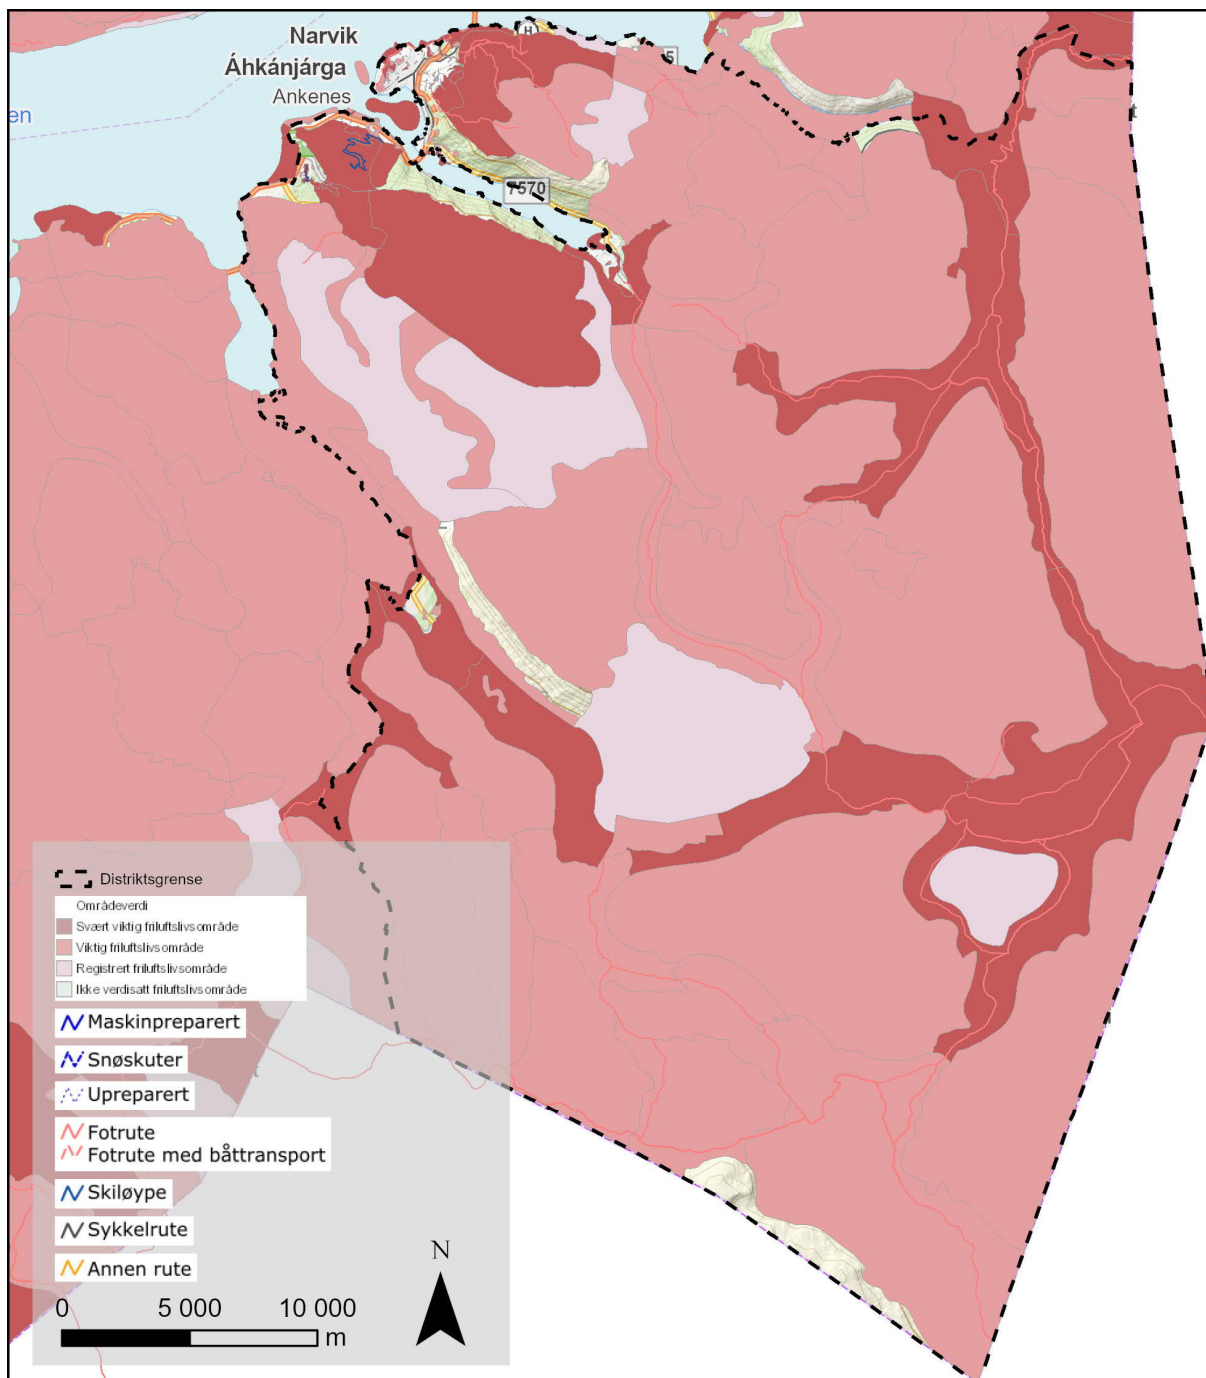 Narvik
Áhkánjárga
Ankenes
H
5
en
t
7570
Distriktsgrense
Områdeverdi
Svært viktig friluftslivsområde
Viktig friluftslivsområde
Registrert friluftslivsområde
Ikke verdisatt friluftslivsområde
Maskinpreparert
Snøskuter
Upreparert
Fotrute
Fotrute med båttransport
Skiløype
Sykkelrute
Annen rute
N
0 5 000 10 000
m